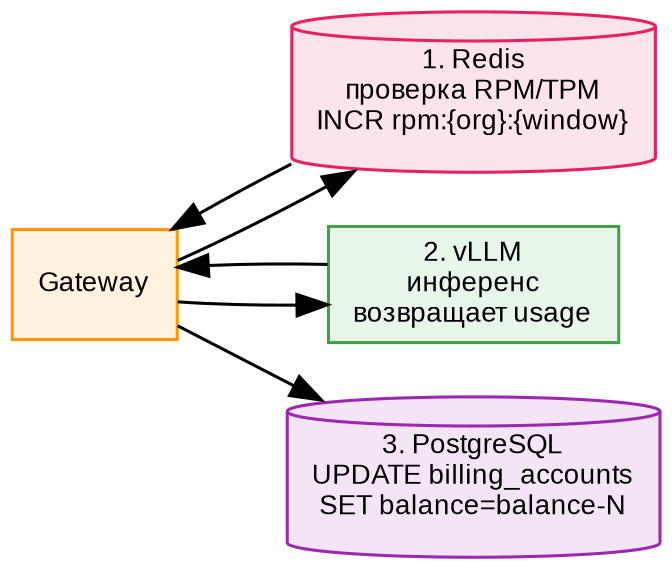 1. Redis
проверка RPM/TPM
INCR rpm:{org}:{window}
Gateway
2. vLLM
инференс
возвращает usage
3. PostgreSQL
UPDATE billing_accounts
SET balance=balance-N